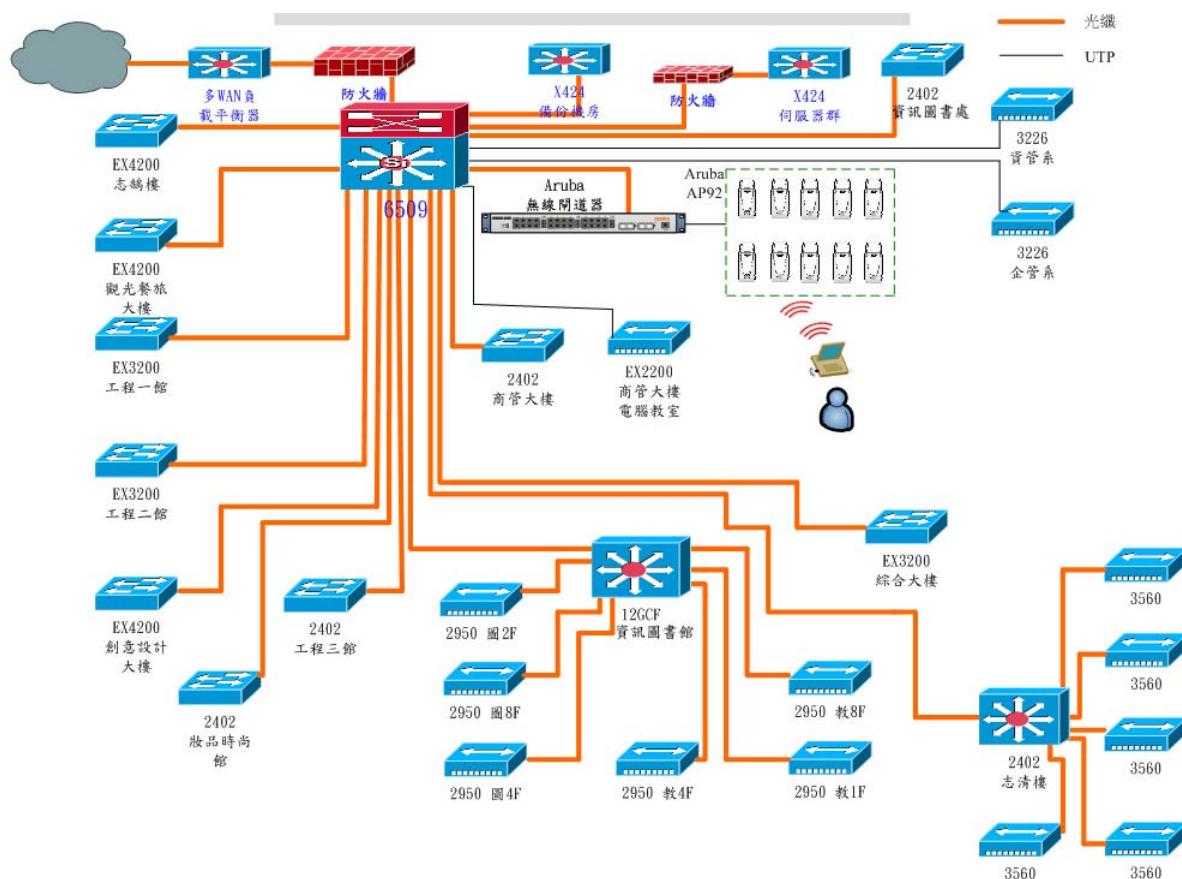 光纖
UTP
多WAN負
載平衡器
防火牆
X424
備份機房
防火牆
X424
伺服器群
2402
資訊圖書處
3226
資管系
3226
企管系
EX4200
志鵠樓
6509
Aruba
無線閘道器
Aruba
AP92
EX4200
觀光餐旅
大樓
EX3200
工程一館
2402
商管大樓
EX2200
商管大樓
電腦教室
EX3200
工程二館
EX3200
綜合大樓
EX4200
創意設計
大樓
2402
工程三館
2402
妝品時尚
館
12GCF
資訊圖書館
2950 圖2F
2950 圖8F
2950 圖4F
2950 教4F
2950 教8F
2950 教1F
2402
志清樓
3560
3560
3560
3560
3560